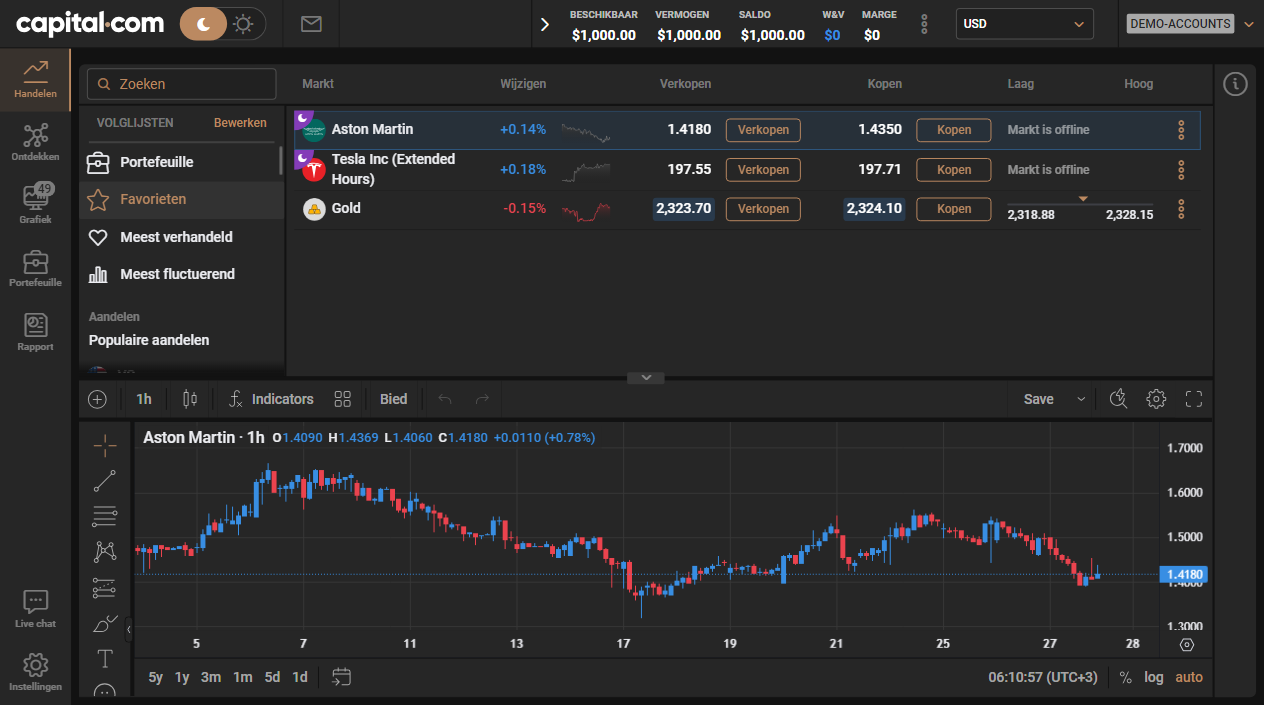 capital.com
BESCHIKBAAR VERMOGEN SALDO W&V MARGE
$1,000.00 $1,000.00 $1,000.00 $0 $0
USD
DEMO-ACCOUNTS
Handelen
Ontdekken
49
Grafiek
Portefeuille
Rapport
Live chat
Instellingen
Zoeken
VOLGLIJSTEN Bewerken
Portefeuille
Favorieten
Meest verhandeld
Meest fluctuerend
Aandelen
Populaire aandelen
Markt Wijzigen Verkopen Kopen Laag Hoog
Aston Martin +0.14% 1.4180 Verkopen 1.4350 Kopen Markt is offline
Tesla Inc (Extended
Hours) +0.18% 197.55 Verkopen 197.71 Kopen Markt is offline
Gold -0.15% 2,323.70 Verkopen 2,324.10 Kopen 2,318.88 2,328.15
1h Indicators Bied Save
Aston Martin · 1h O1.4090 H1.4369 L1.4060 C1.4180 +0.0110 (+0.78%)
1.7000
1.6000
1.5000
1.4180
1.4000
1.3000
5 7 11 13 17 19 21 25 27 28
5y 1y 3m 1m 5d 1d 06:10:57 (UTC+3) % log auto